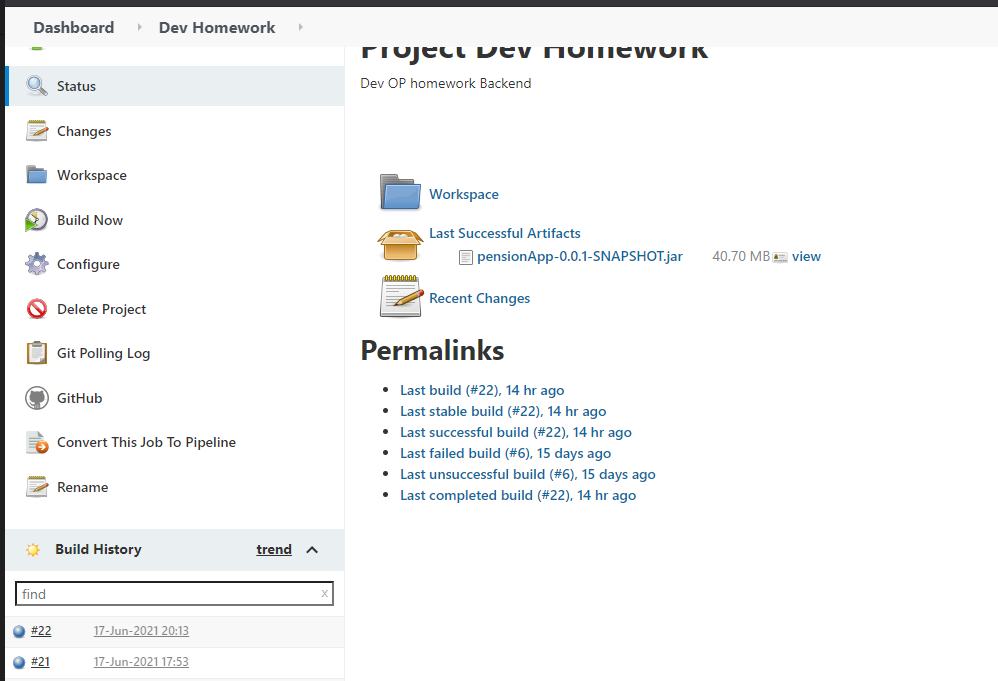 Dashboard Dev Homework
Project Dev Homework
Dev OP homework Backend
Status
Changes
Workspace
Build Now
Configure
Delete Project
Git Polling Log
GitHub
Convert This Job To Pipeline
Rename
Workspace
Last Successful Artifacts
pensionApp-0.0.1-SNAPSHOT.jar 40.70 MB view
Recent Changes
Permalinks
Last build (#22), 14 hr ago
Last stable build (#22), 14 hr ago
Last successful build (#22), 14 hr ago
Last failed build (#6), 15 days ago
Last unsuccessful build (#6), 15 days ago
Last completed build (#22), 14 hr ago
Build History trend
find x
#22 17-Jun-2021 20:13
#21 17-Jun-2021 17:53